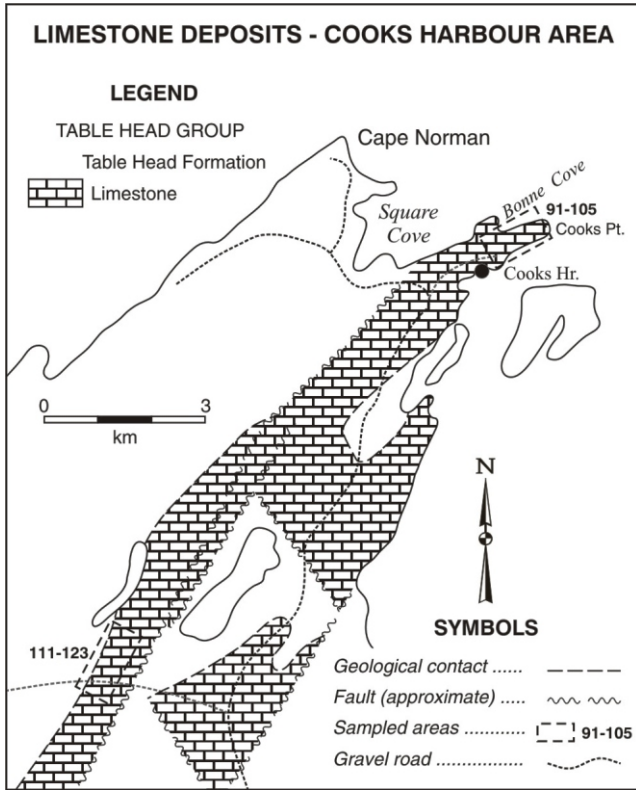 LIMESTONE DEPOSITS - COOKS HARBOUR AREA
LEGEND
TABLE HEAD GROUP
Table Head Formation
Limestone
Cape Norman
Square
Cove
Bonne Cove
91-105
Cooks Pt.
Cooks Hr.
0 3
km
N
111-123
SYMBOLS
Geological contact ......
Fault (approximate) .....
Sampled areas ............ 91-105
Gravel road ..................